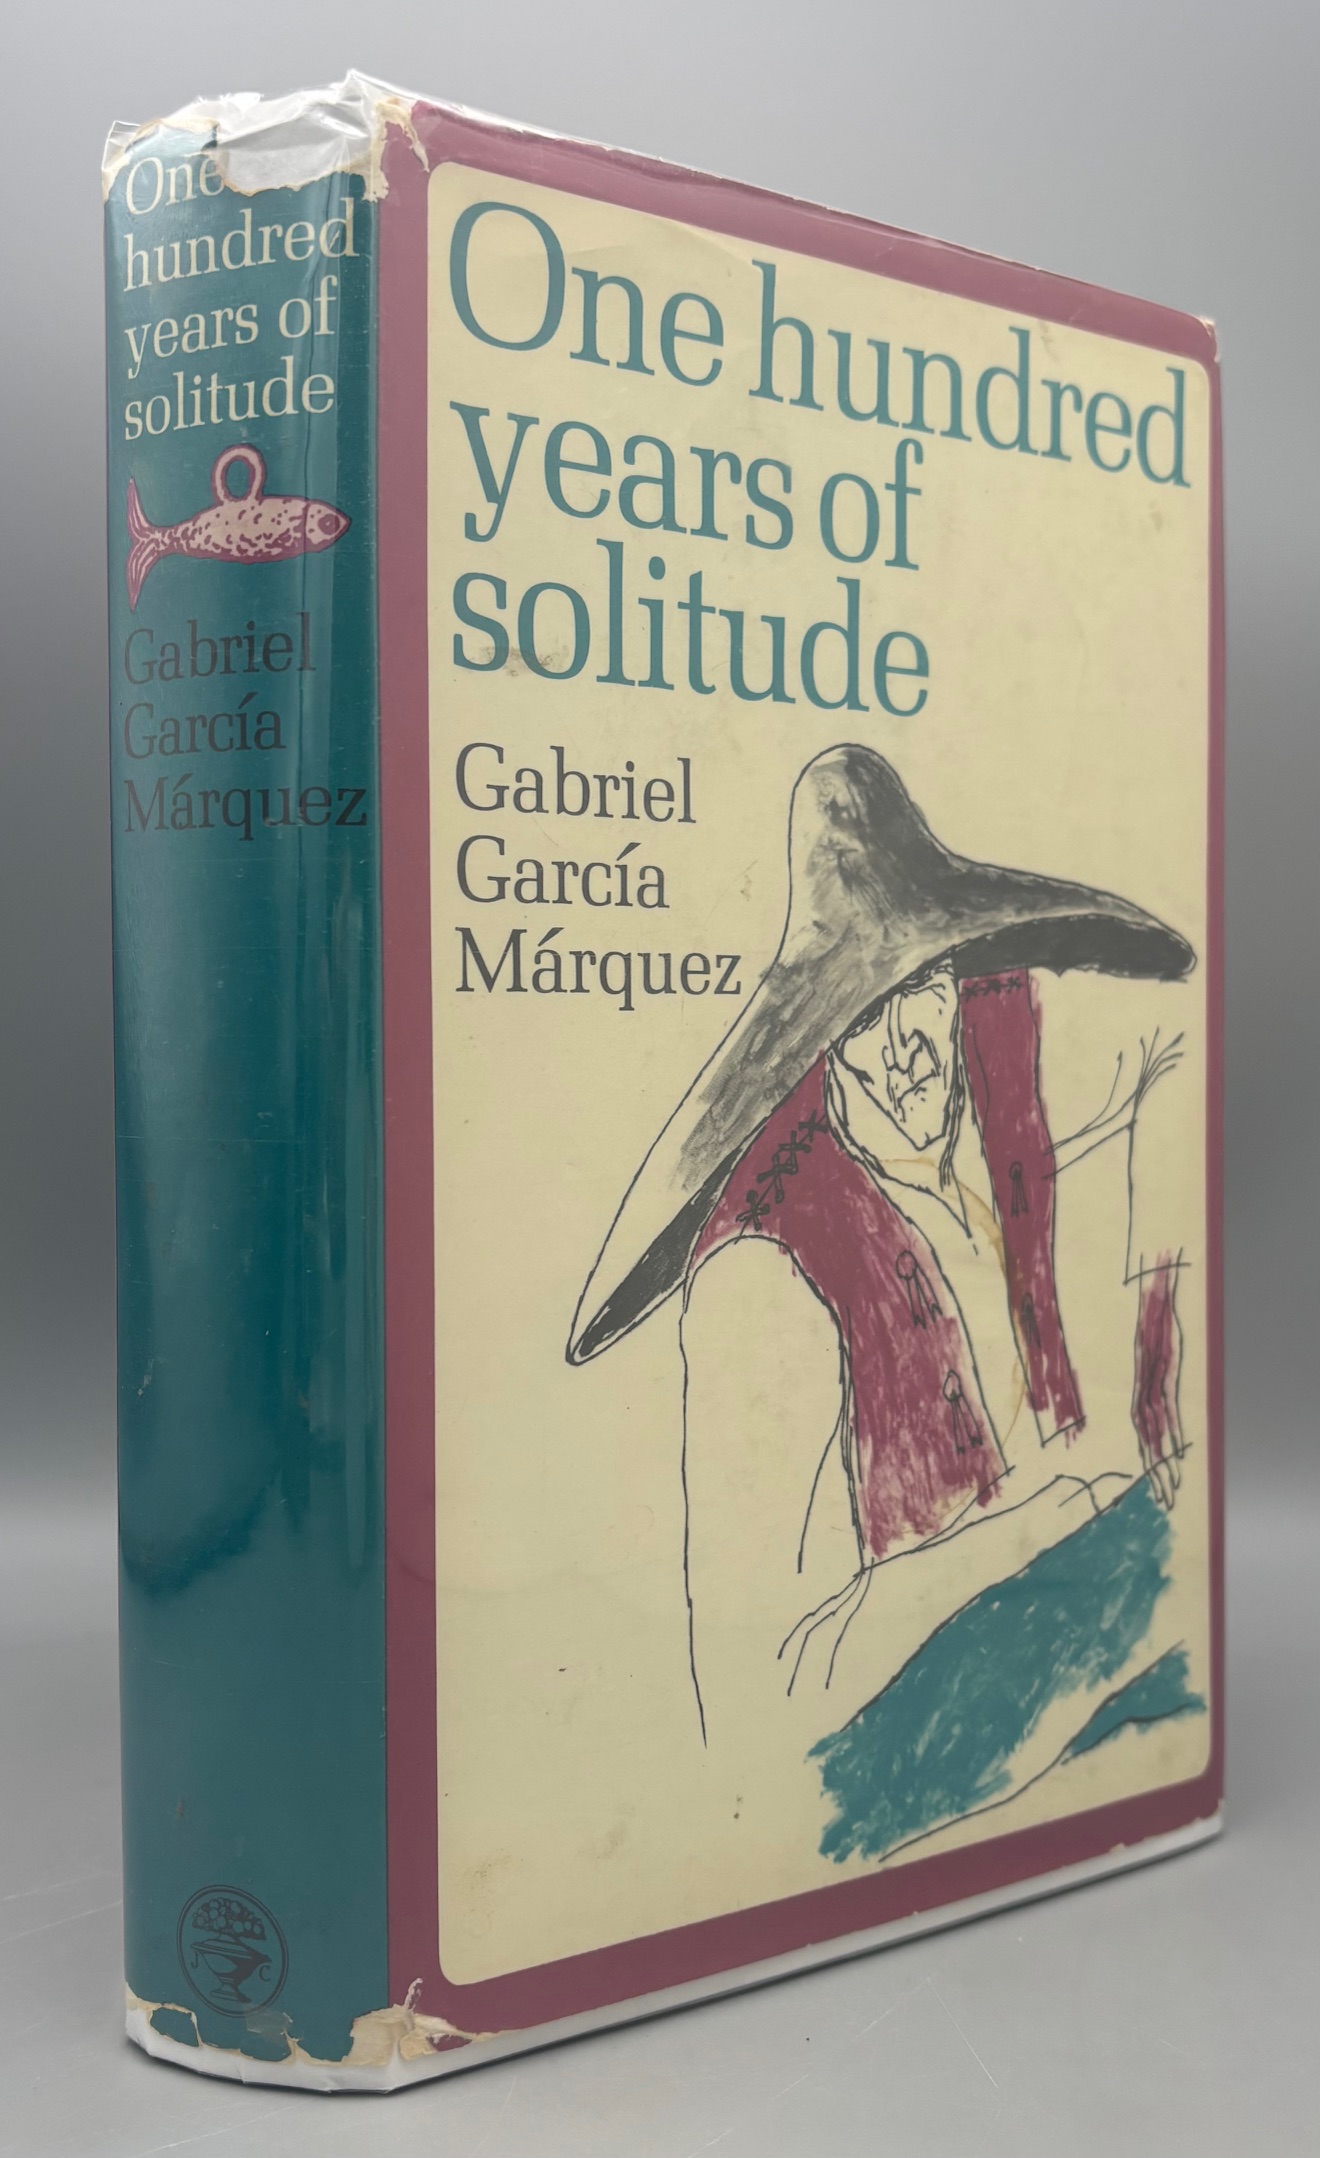 One
hundred
years of
solitude
Gabriel
García
Márquez
J C
One hundred
years of
solitude
Gabriel
García
Márquez